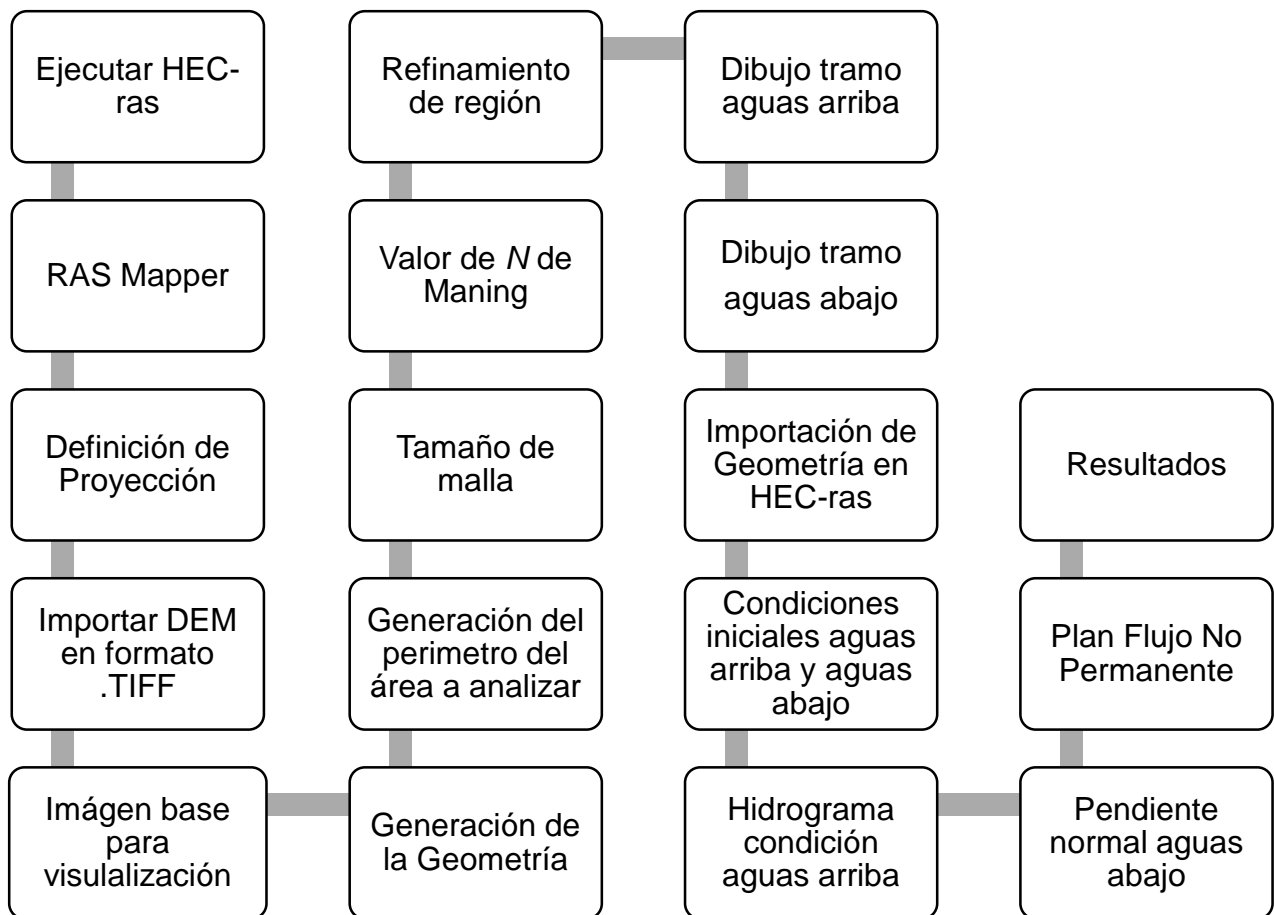 Ejecutar HEC-
ras
RAS Mapper
Definición de
Proyección
Importar DEM
en formato
.TIFF
Imágen base
para
visulalización
Generación de
la Geometría
Generación del
perimetro del
área a analizar
Tamaño de
malla
Valor de N de
Maning
Refinamiento
de región
Dibujo tramo
aguas arriba
Dibujo tramo
aguas abajo
Importación de
Geometría en
HEC-ras
Condiciones
iniciales aguas
arriba y aguas
abajo
Hidrograma
condición
aguas arriba
Pendiente
normal aguas
abajo
Plan Flujo No
Permanente
Resultados